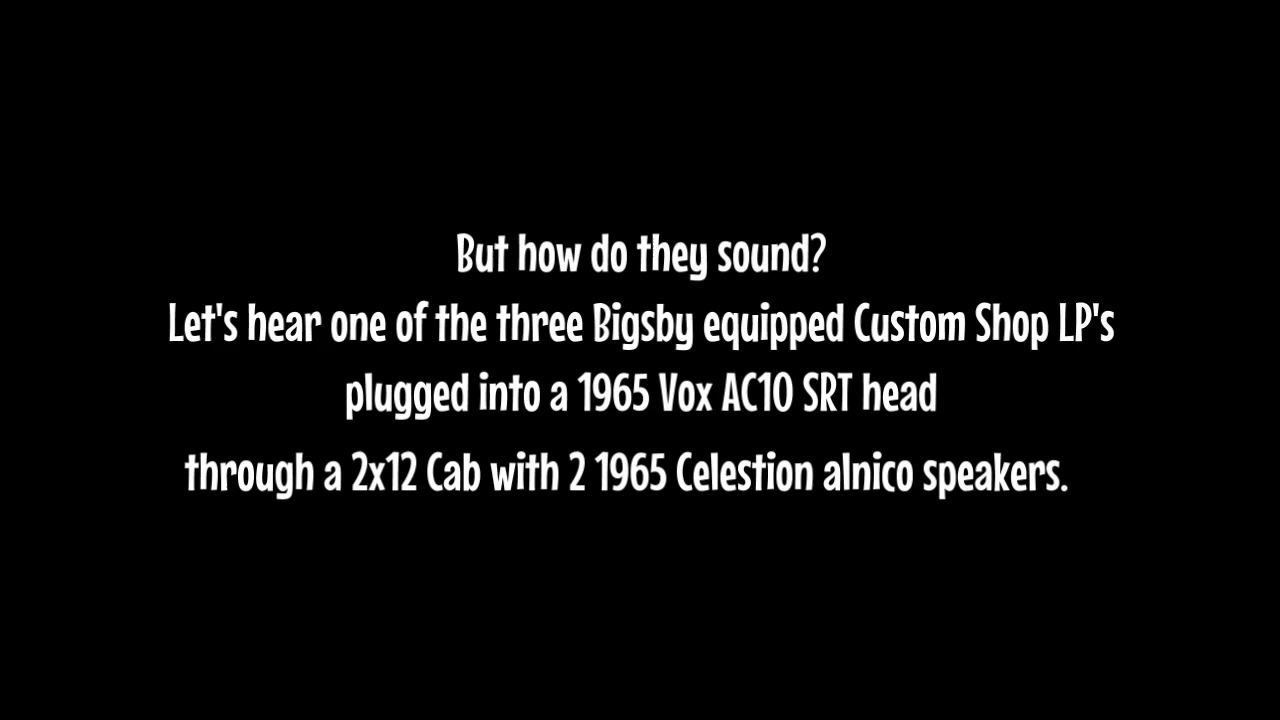 But how do they sound?
Let's hear one of the three Bigsby equipped Custom Shop LP's
plugged into a 1965 Vox AC10 SRT head
through a 2x12 Cab with 2 1965 Celestion alnico speakers.